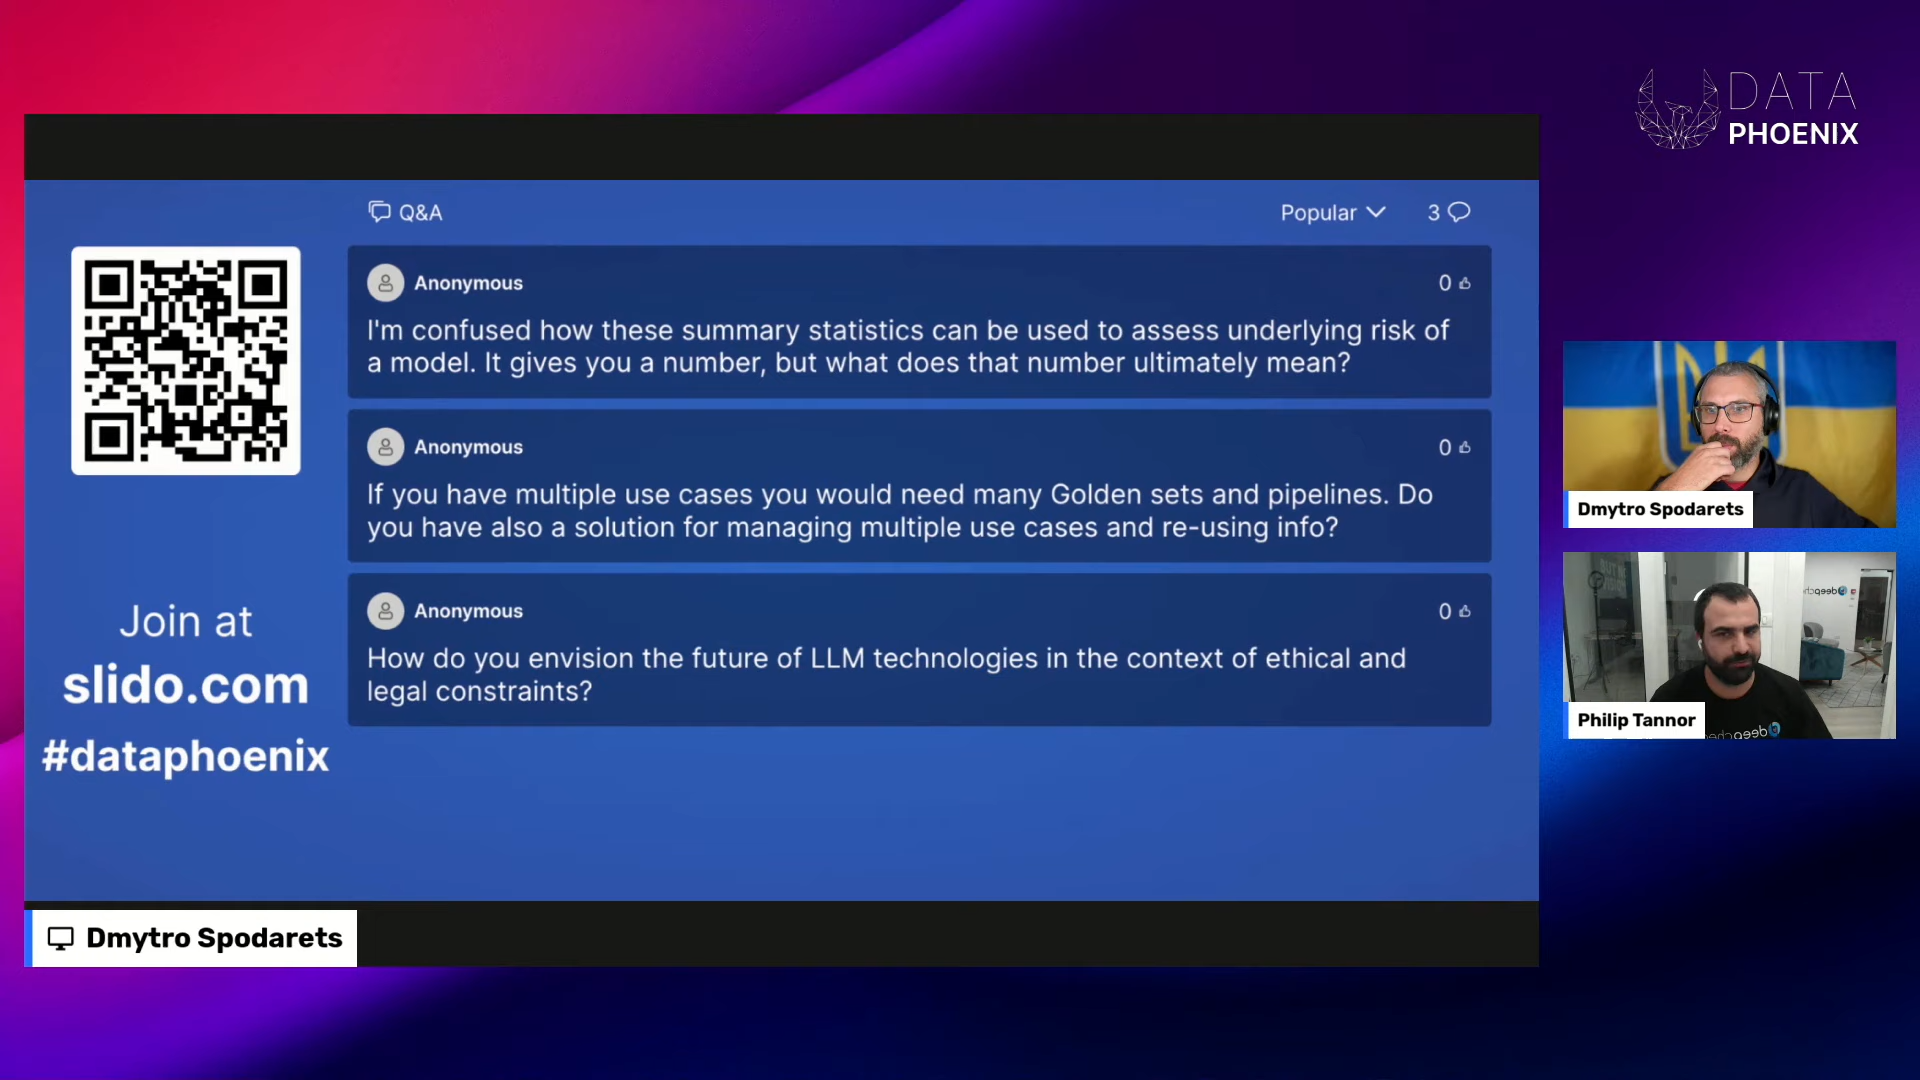 DATA
PHOENIX
Q&A
Popular
3
Anonymous
0
I'm confused how these summary statistics can be used to assess underlying risk of
a model. It gives you a number, but what does that number ultimately mean?
Anonymous
0
If you have multiple use cases you would need many Golden sets and pipelines. Do
you have also a solution for managing multiple use cases and re-using info?
Anonymous
0
How do you envision the future of LLM technologies in the context of ethical and
legal constraints?
Join at
slido.com
#dataphoenix
Dmytro Spodarets
Dmytro Spodarets
Philip Tannor